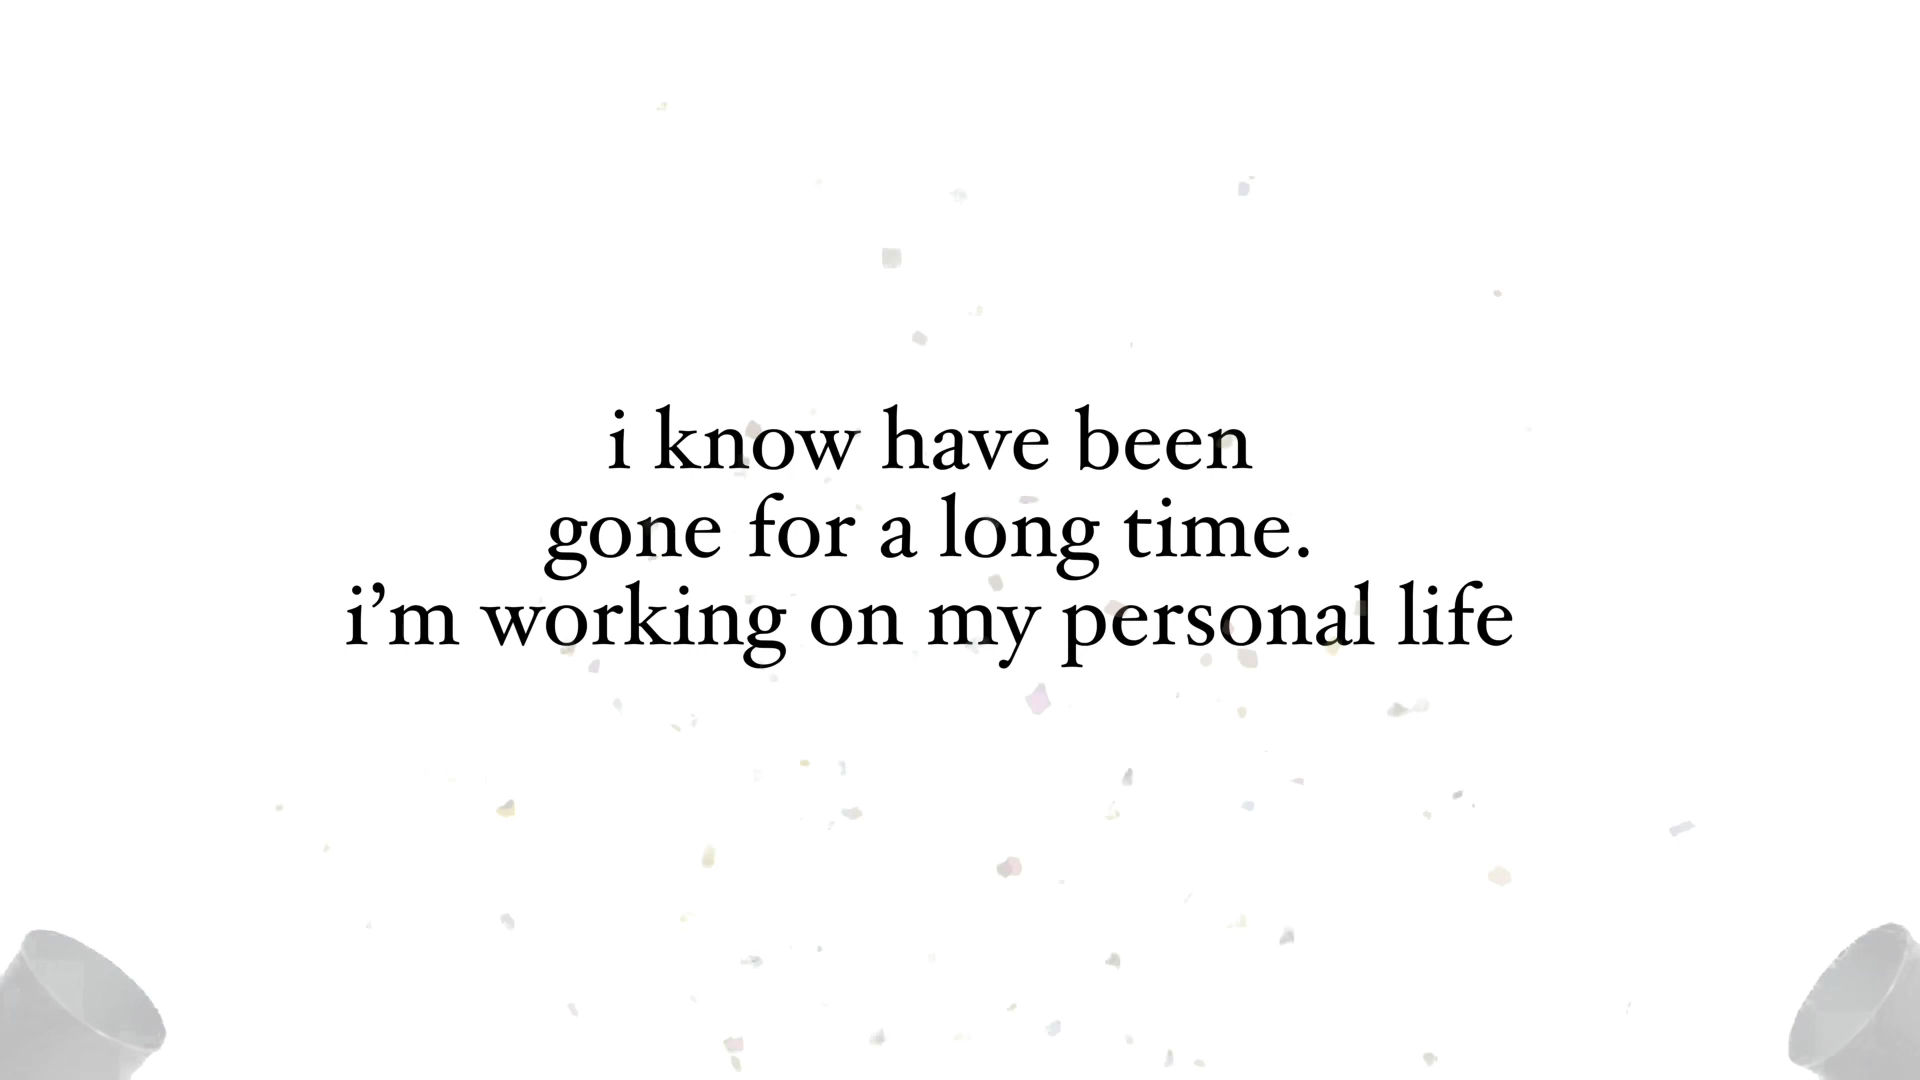 i know have been
gone for a long time.
i’m working on my personal life